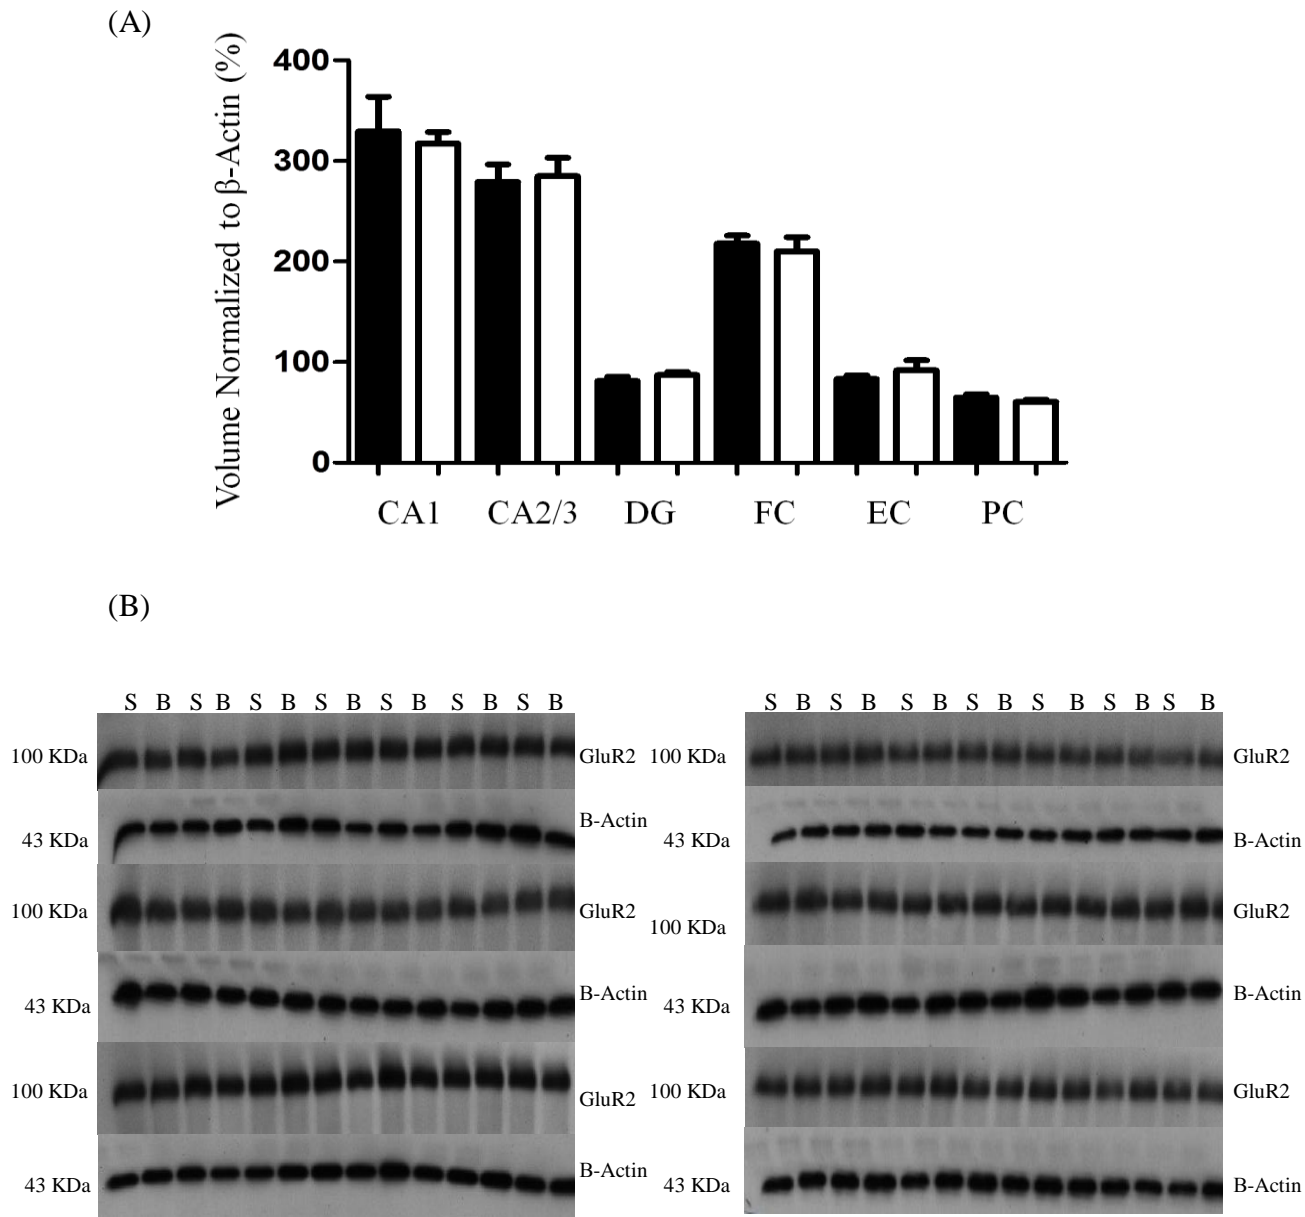 (A)
Volume Normalized to β-Actin (%)
400
300
200
100
0
CA1 CA2/3 DG FC EC PC
(B)
S B S B S B S B S B S B S B
100 KDa GluR2
43 KDa B-Actin
100 KDa GluR2
43 KDa B-Actin
100 KDa GluR2
43 KDa B-Actin
S B S B S B S B S B S B S B
100 KDa GluR2
43 KDa B-Actin
100 KDa GluR2
43 KDa B-Actin
100 KDa GluR2
43 KDa B-Actin